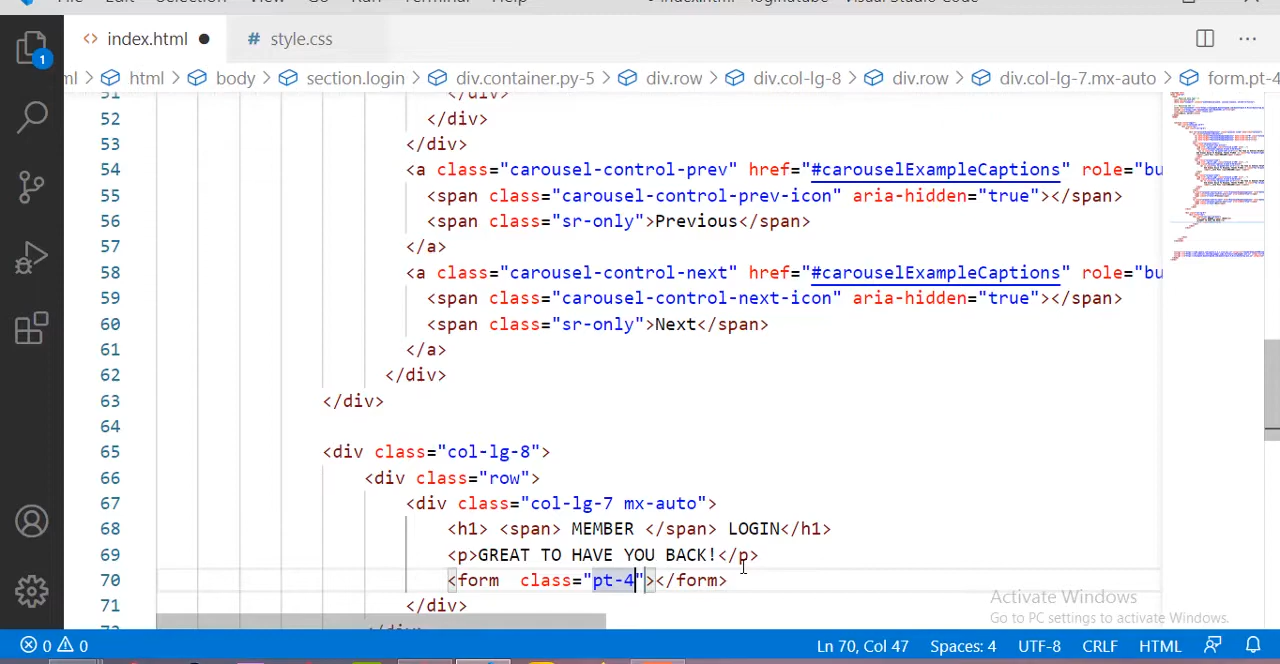 File Edit Selection View Go Run Terminal Help index.html loginatube Visual Studio Code
index.html
# style.css
1
ml > html > body > section.login > div.container.py-5 > div.row > div.col-lg-8 > div.row > div.col-lg-7.mx-auto > form.pt-4
51 </div>
52 </div>
53 </div>
54 <a class="carousel-control-prev" href="#carouselExampleCaptions" role="bu
55 <span class="carousel-control-prev-icon" aria-hidden="true"></span>
56 <span class="sr-only">Previous</span>
57 </a>
58 <a class="carousel-control-next" href="#carouselExampleCaptions" role="bu
59 <span class="carousel-control-next-icon" aria-hidden="true"></span>
60 <span class="sr-only">Next</span>
61 </a>
62 </div>
63 </div>
64
65 <div class="col-lg-8">
66 <div class="row">
67 <div class="col-lg-7 mx-auto">
68 <h1> <span> MEMBER </span> LOGIN</h1>
69 <p>GREAT TO HAVE YOU BACK!</p>
70 <form  class="pt-4"></form>
71 </div>
Activate Windows
Go to PC settings to activate Windows.
0 0 Ln 70, Col 47 Spaces: 4 UTF-8 CRLF HTML